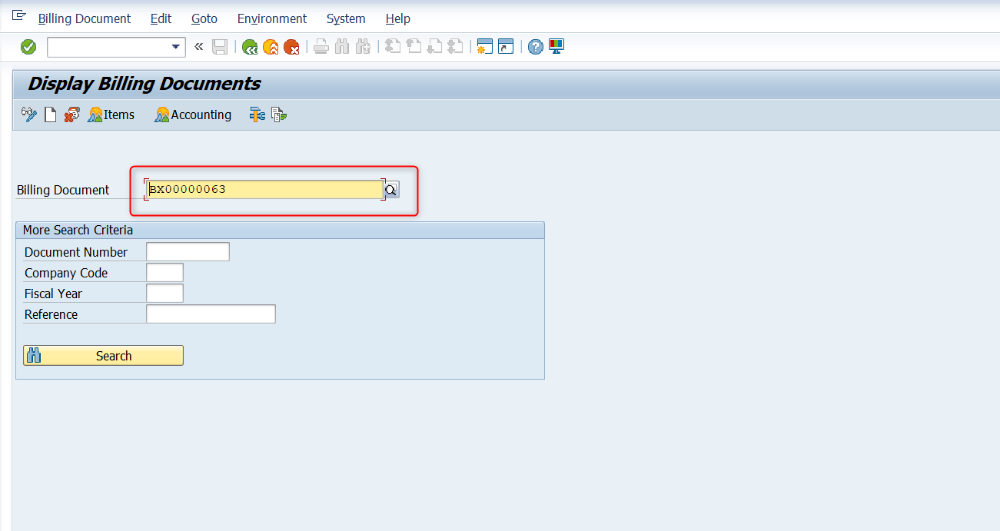 Billing Document Edit Goto Environment System Help
Display Billing Documents
Items Accounting
Billing Document BX00000063
More Search Criteria
Document Number
Company Code
Fiscal Year
Reference
Search